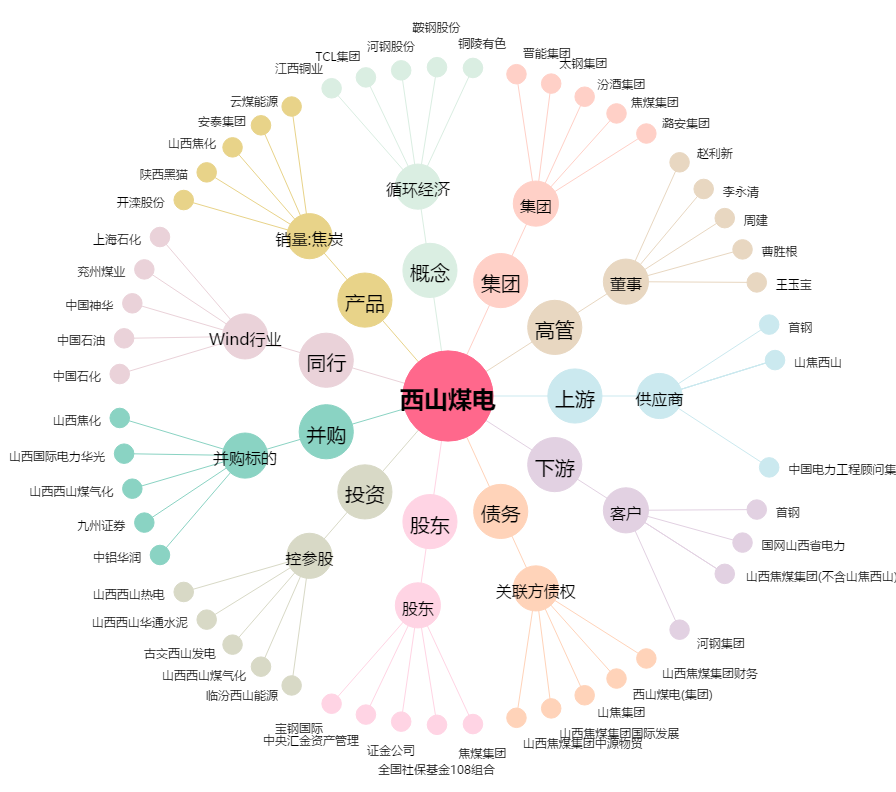 西山煤电
概念
循环经济
江西铜业
TCL集团
河钢股份
鞍钢股份
铜陵有色
集团
集团
晋能集团
太钢集团
汾酒集团
焦煤集团
潞安集团
高管
董事
赵利新
李永清
周建
曹胜根
王玉宝
上游
供应商
首钢
山焦西山
中国电力工程顾问集
下游
客户
首钢
国网山西省电力
山西焦煤集团(不含山焦西山)
河钢集团
债务
关联方债权
山西焦煤集团财务
西山煤电(集团)
山焦集团
山西焦煤集团国际发展
山西焦煤集团中源物贸
股东
股东
焦煤集团
全国社保基金108组合
证金公司
中央汇金资产管理
宝钢国际
投资
控参股
临汾西山能源
山西西山煤气化
古交西山发电
山西西山华通水泥
山西西山热电
并购
并购标的
中铝华润
九州证券
山西西山煤气化
山西国际电力华光
山西焦化
同行
Wind行业
中国石化
中国石油
中国神华
兖州煤业
上海石化
产品
销量:焦炭
开滦股份
陕西黑猫
山西焦化
安泰集团
云煤能源